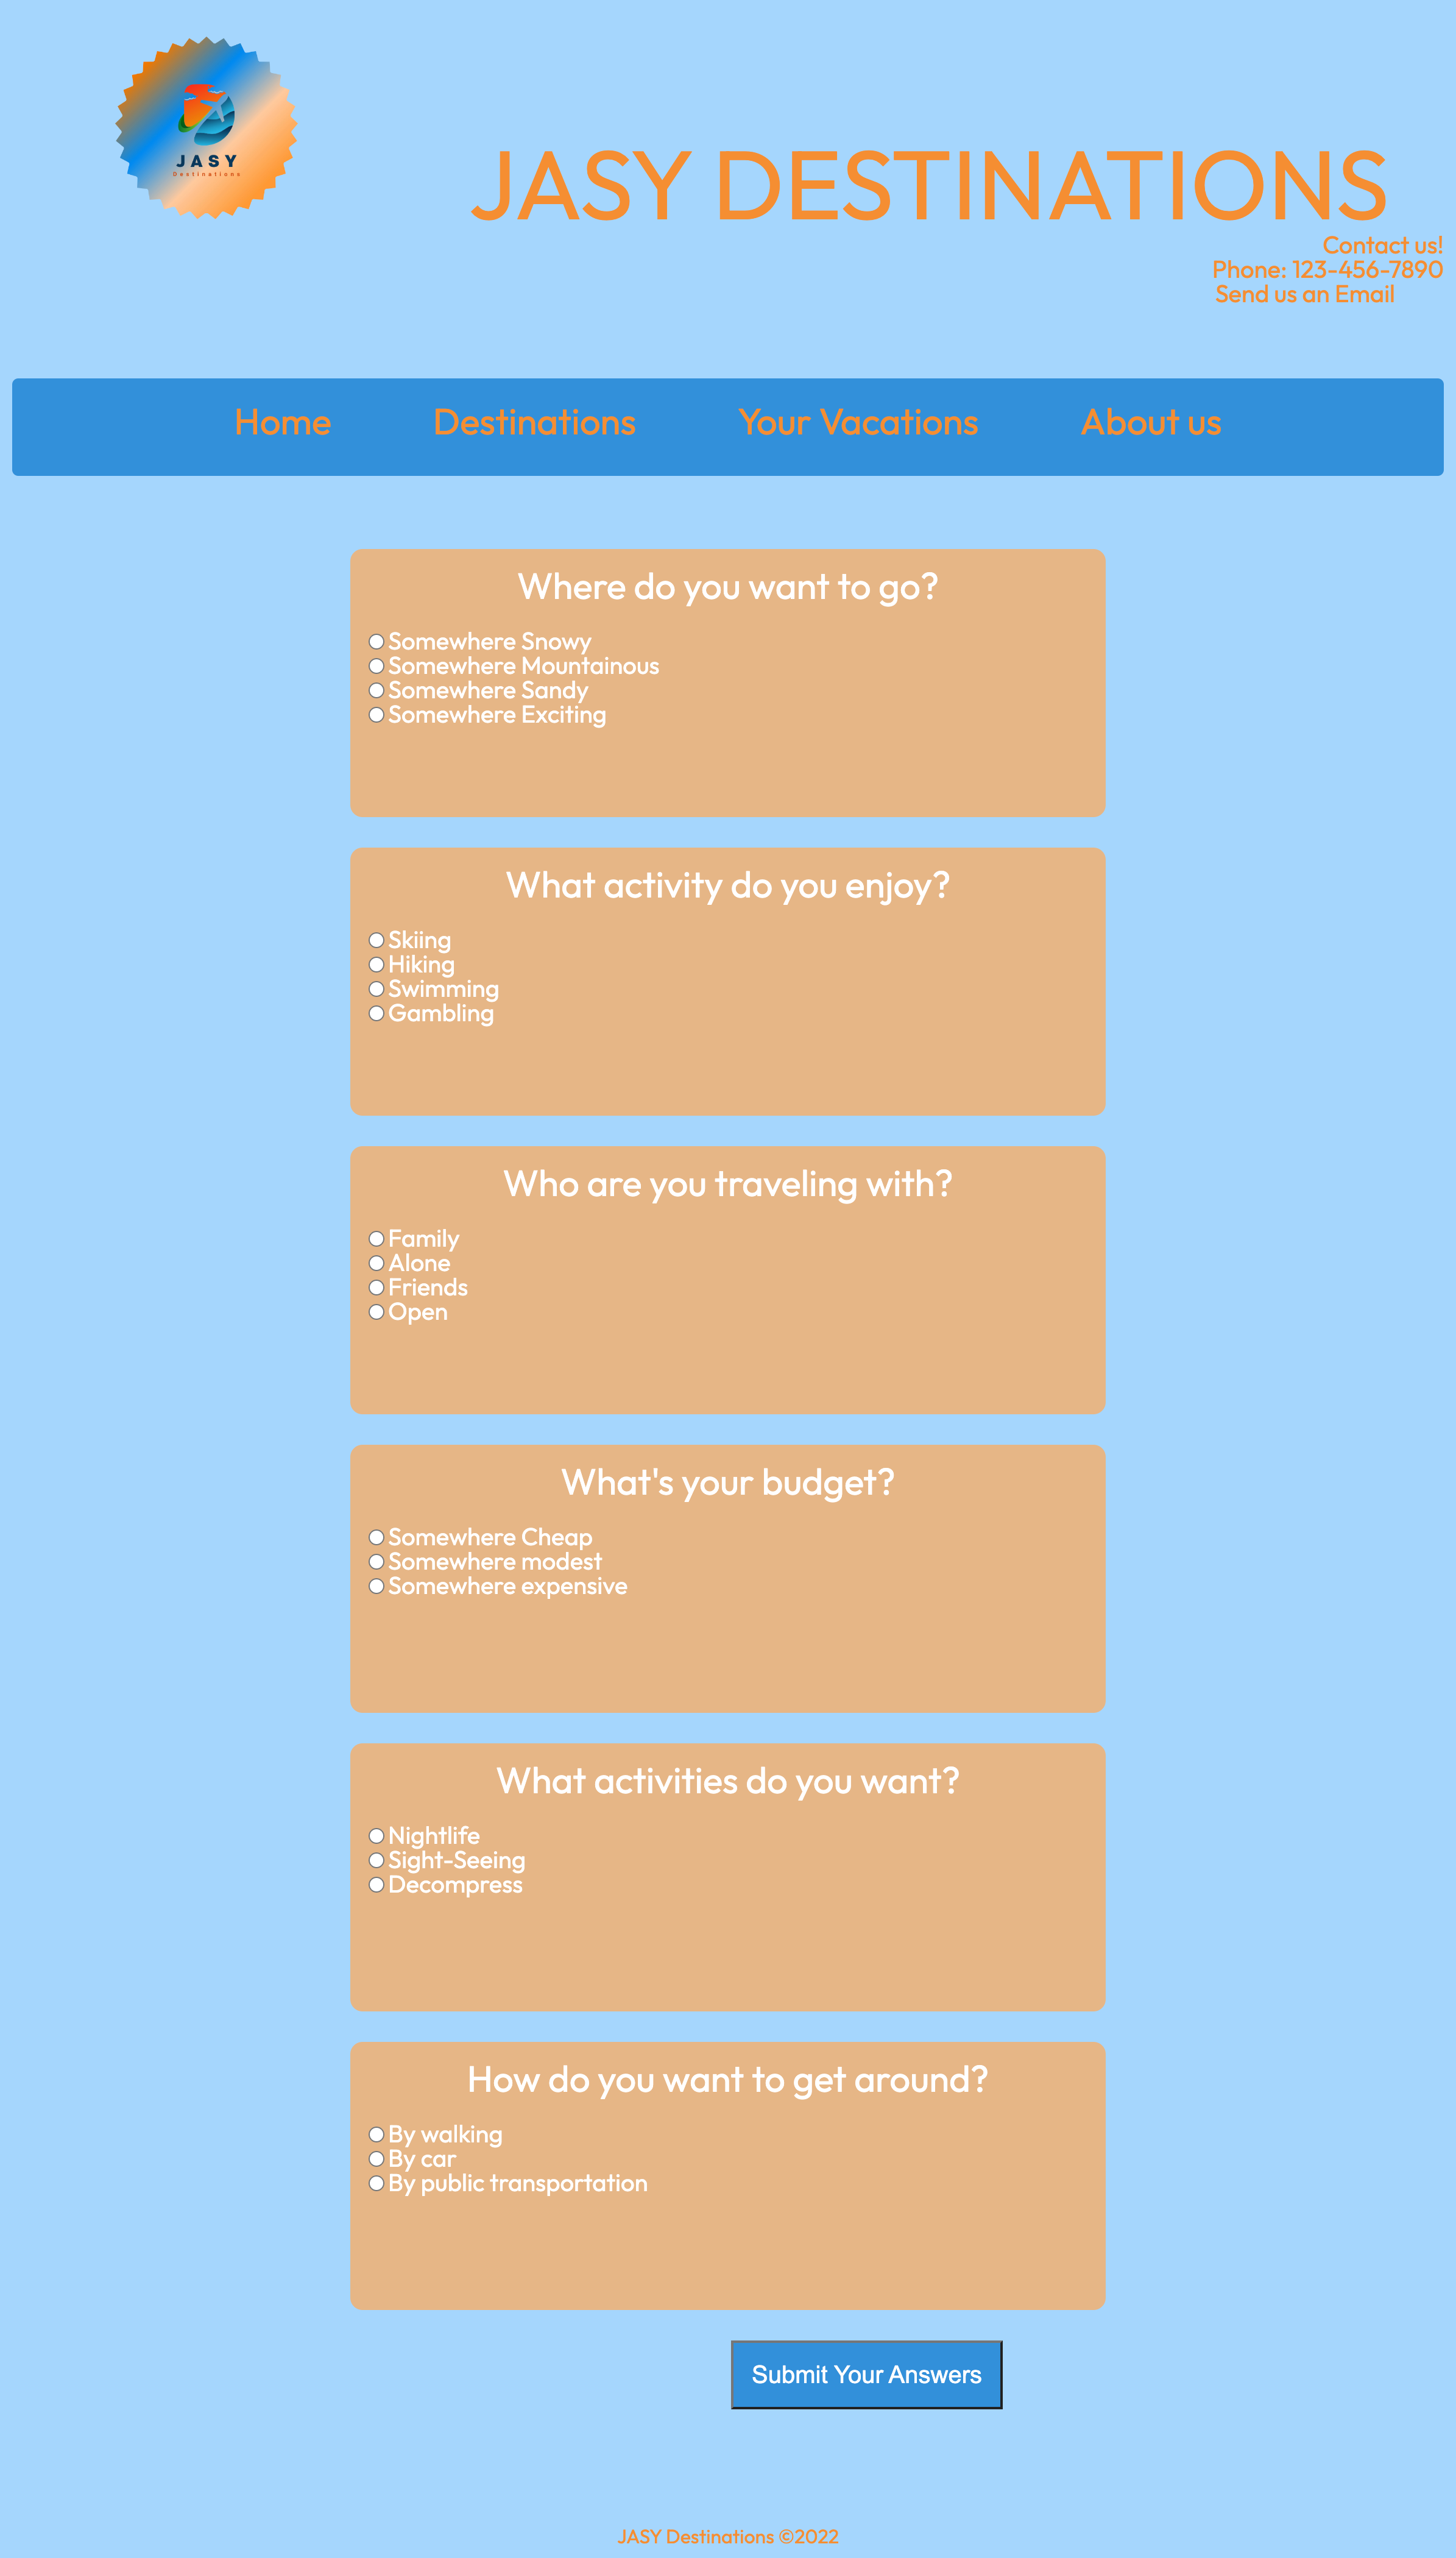 JASY
Destinations
JASY DESTINATIONS
Contact us!
Phone: 123-456-7890
Send us an Email
Home Destinations Your Vacations About us
Where do you want to go?
Somewhere Snowy
Somewhere Mountainous
Somewhere Sandy
Somewhere Exciting
What activity do you enjoy?
Skiing
Hiking
Swimming
Gambling
Who are you traveling with?
Family
Alone
Friends
Open
What's your budget?
Somewhere Cheap
Somewhere modest
Somewhere expensive
What activities do you want?
Nightlife
Sight-Seeing
Decompress
How do you want to get around?
By walking
By car
By public transportation
Submit Your Answers
JASY Destinations ©2022